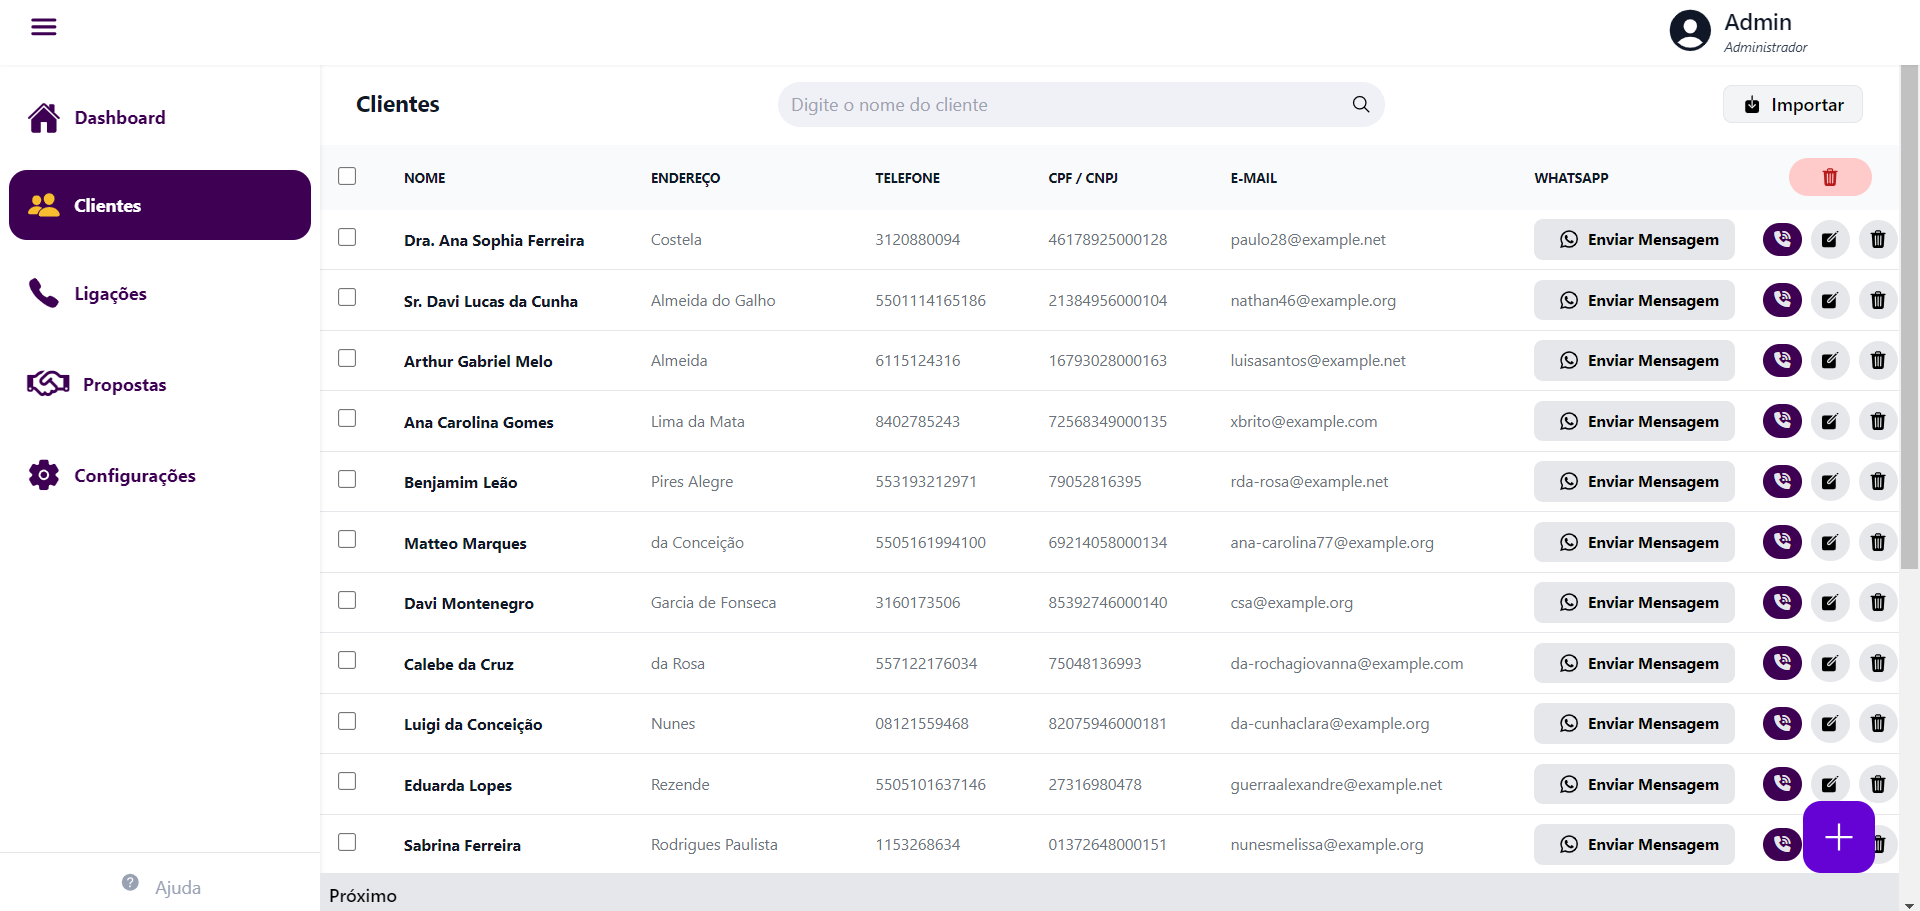 Admin
Administrador
Dashboard
Clientes
Ligações
Propostas
Configurações
Ajuda
Clientes
Digite o nome do cliente
Importar
NOME ENDEREÇO TELEFONE CPF / CNPJ E-MAIL WHATSAPP
Dra. Ana Sophia Ferreira Costela 3120880094 46178925000128 paulo28@example.net Enviar Mensagem
Sr. Davi Lucas da Cunha Almeida do Galho 5501114165186 21384956000104 nathan46@example.org Enviar Mensagem
Arthur Gabriel Melo Almeida 6115124316 16793028000163 luisasantos@example.net Enviar Mensagem
Ana Carolina Gomes Lima da Mata 8402785243 72568349000135 xbrito@example.com Enviar Mensagem
Benjamim Leão Pires Alegre 553193212971 79052816395 rda-rosa@example.net Enviar Mensagem
Matteo Marques da Conceição 5505161994100 69214058000134 ana-carolina77@example.org Enviar Mensagem
Davi Montenegro Garcia de Fonseca 3160173506 85392746000140 csa@example.org Enviar Mensagem
Calebe da Cruz da Rosa 557122176034 75048136993 da-rochagiovanna@example.com Enviar Mensagem
Luigi da Conceição Nunes 08121559468 82075946000181 da-cunhaclara@example.org Enviar Mensagem
Eduarda Lopes Rezende 5505101637146 27316980478 guerraalexandre@example.net Enviar Mensagem
Sabrina Ferreira Rodrigues Paulista 1153268634 01372648000151 nunesmelissa@example.org Enviar Mensagem
Próximo